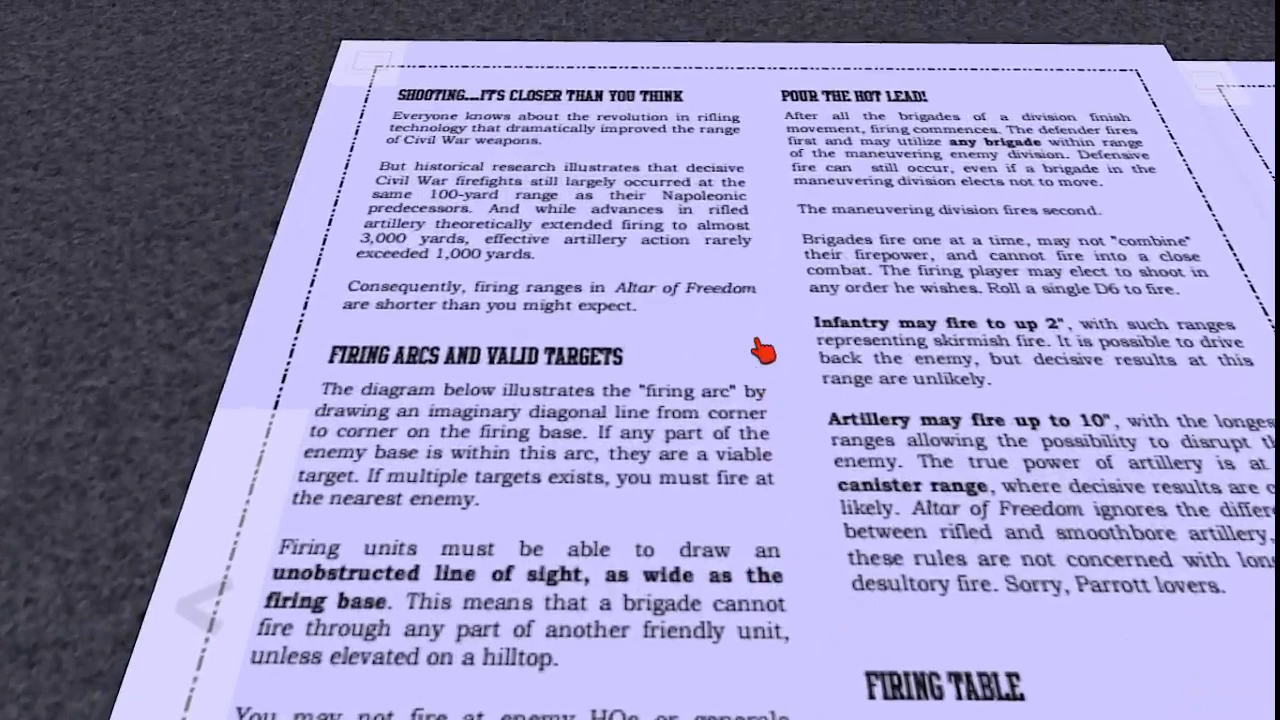 SHOOTING...IT'S CLOSER THAN YOU THINK
Everyone knows about the revolution in rifling
technology that dramatically improved the range
of Civil War weapons.
But historical research illustrates that decisive
Civil War firefights still largely occurred at the
same 100-yard range as their Napoleonic
predecessors. And while advances in rifled
artillery theoretically extended firing to almost
3,000 yards, effective artillery action rarely
exceeded 1,000 yards.
Consequently, firing ranges in Altar of Freedom
are shorter than you might expect.
FIRING ARCS AND VALID TARGETS
The diagram below illustrates the "firing arc" by
drawing an imaginary diagonal line from corner
to corner on the firing base. If any part of the
enemy base is within this arc, they are a viable
target. If multiple targets exists, you must fire at
the nearest enemy.
Firing units must be able to draw an
unobstructed line of sight, as wide as the
firing base. This means that a brigade cannot
fire through any part of another friendly unit,
unless elevated on a hilltop.
You may not fire at enemy HQs or generals
POUR THE HOT LEAD!
After all the brigades of a division finish
movement, firing commences. The defender fires
first and may utilize any brigade within range
of the maneuvering enemy division. Defensive
fire can still occur, even if a brigade in the
maneuvering division elects not to move.
The maneuvering division fires second.
Brigades fire one at a time, may not "combine"
their firepower, and cannot fire into a close
combat. The firing player may elect to shoot in
any order he wishes. Roll a single D6 to fire.
Infantry may fire to up 2", with such ranges
representing skirmish fire. It is possible to drive
back the enemy, but decisive results at this
range are unlikely.
Artillery may fire up to 10", with the longes
ranges allowing the possibility to disrupt t
enemy. The true power of artillery is at
canister range, where decisive results are
likely. Altar of Freedom ignores the differ
between rifled and smoothbore artillery,
these rules are not concerned with lon
desultory fire. Sorry, Parrott lovers.
FIRING TABLE